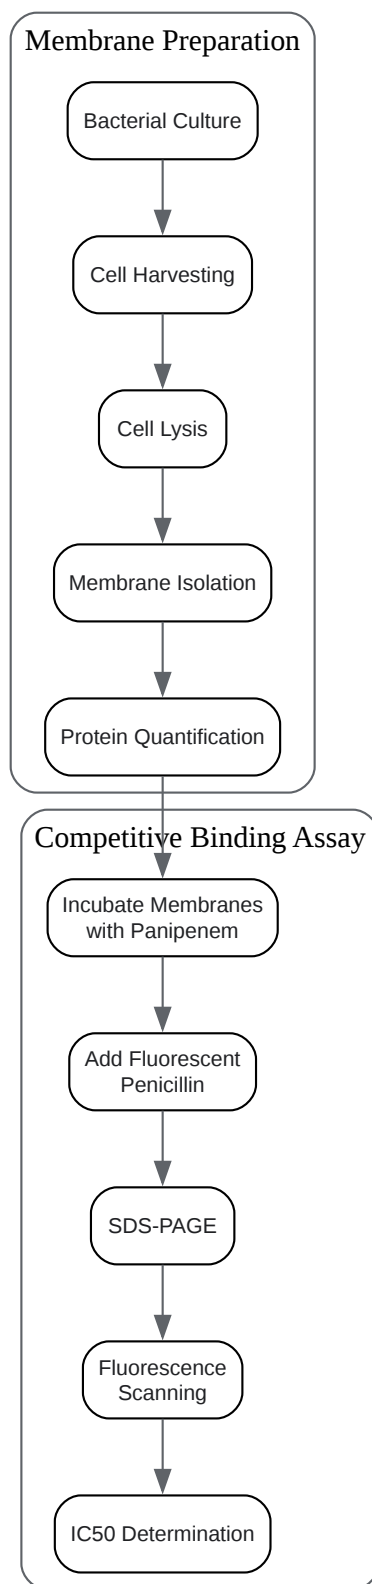 Membrane Preparation
Bacterial Culture
Cell Harvesting
Cell Lysis
Membrane Isolation
Protein Quantification
Competitive Binding Assay
Incubate Membranes
with Panipenem
Add Fluorescent
Penicillin
SDS-PAGE
Fluorescence
Scanning
IC50 Determination